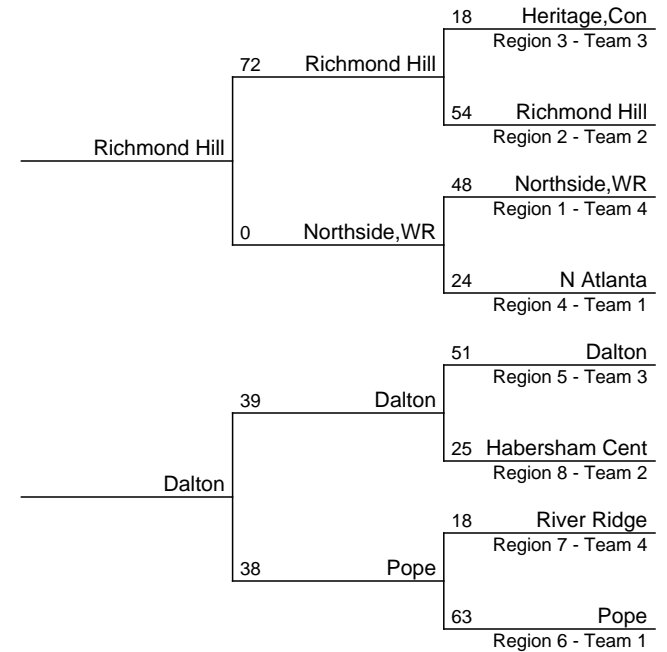 18 Heritage,Con
Region 3 - Team 3
72 Richmond Hill
54 Richmond Hill
Region 2 - Team 2
Richmond Hill
48 Northside,WR
Region 1 - Team 4
0 Northside,WR
24 N Atlanta
Region 4 - Team 1
51 Dalton
Region 5 - Team 3
39 Dalton
25 Habersham Cent
Region 8 - Team 2
Dalton
18 River Ridge
Region 7 - Team 4
38 Pope
63 Pope
Region 6 - Team 1